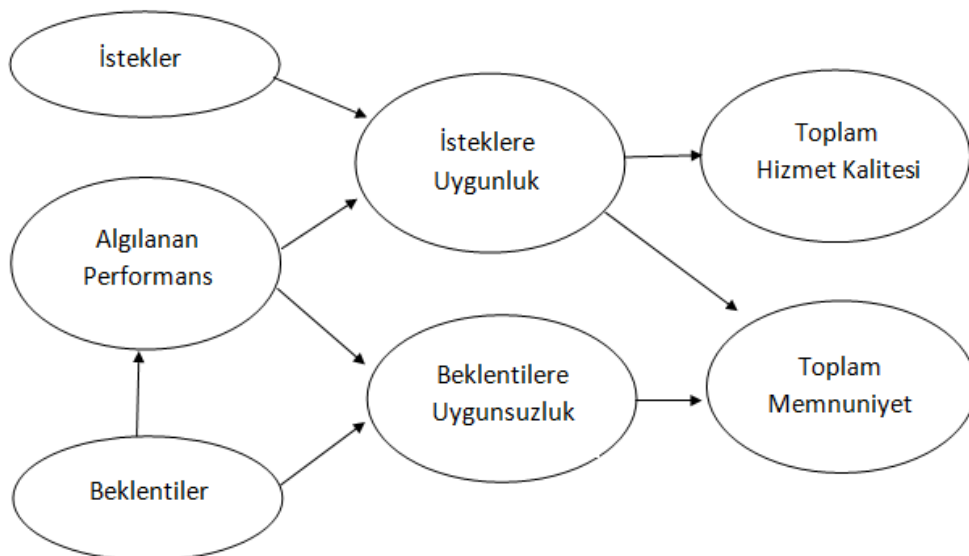 İstekler
İsteklere
Uygunluk
Toplam
Hizmet Kalitesi
Algılanan
Performans
Beklentilere
Uygunsuzluk
Toplam
Memnuniyet
Beklentiler